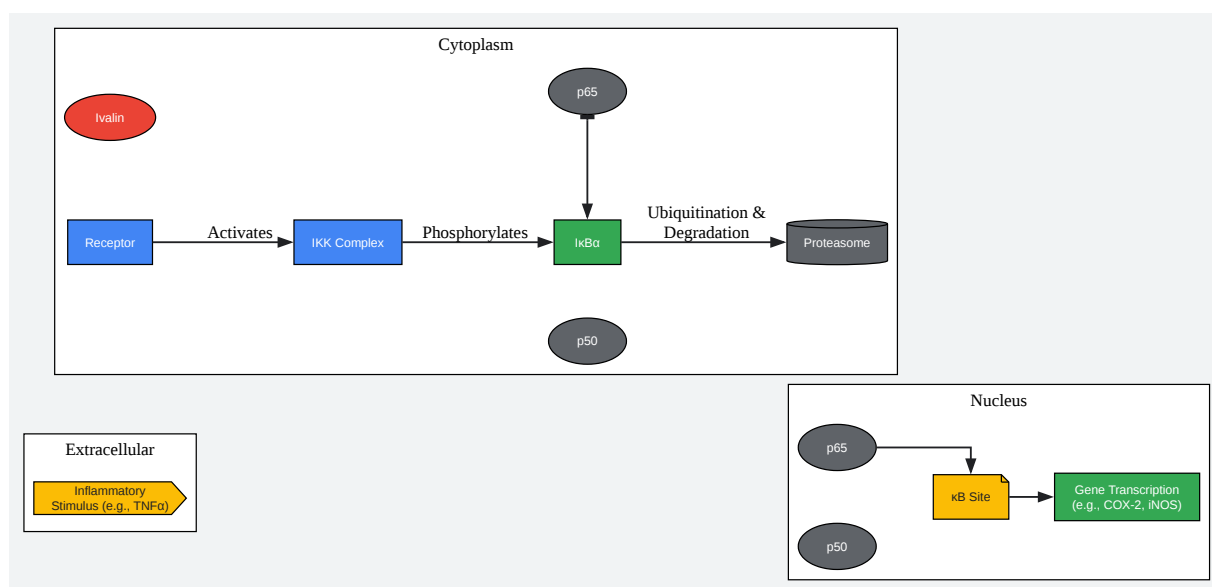 Cytoplasm
p65
Ivalin
Receptor
Activates
IKK Complex
Phosphorylates
IκBα
Ubiquitination &
Degradation
Proteasome
p50
Nucleus
p65
κB Site
Gene Transcription
(e.g., COX-2, iNOS)
p50
Extracellular
Inflammatory
Stimulus (e.g., TNFα)